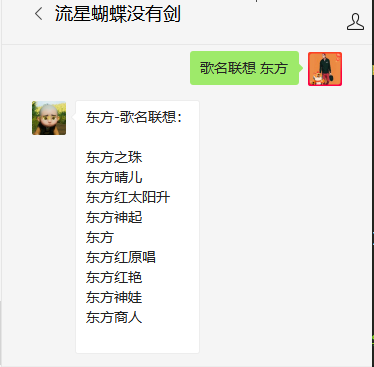 流星蝴蝶没有剑
歌名联想 东方
东方-歌名联想：
东方之珠
东方晴儿
东方红太阳升
东方神起
东方
东方红原唱
东方红艳
东方神娃
东方商人